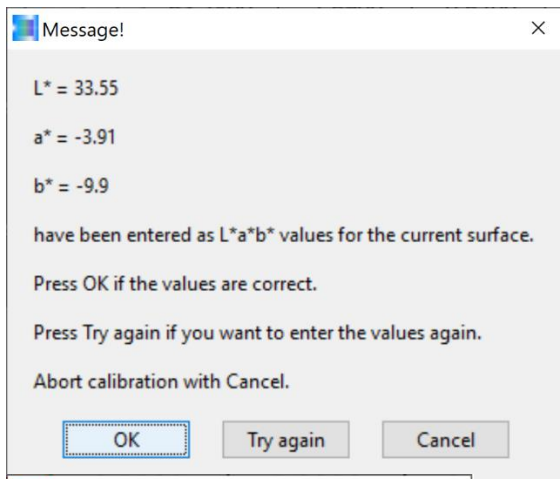 Message!
L* = 33.55
a* = -3.91
b* = -9.9
have been entered as L*a*b* values for the current surface.
Press OK if the values are correct.
Press Try again if you want to enter the values again.
Abort calibration with Cancel.
OK Try again Cancel